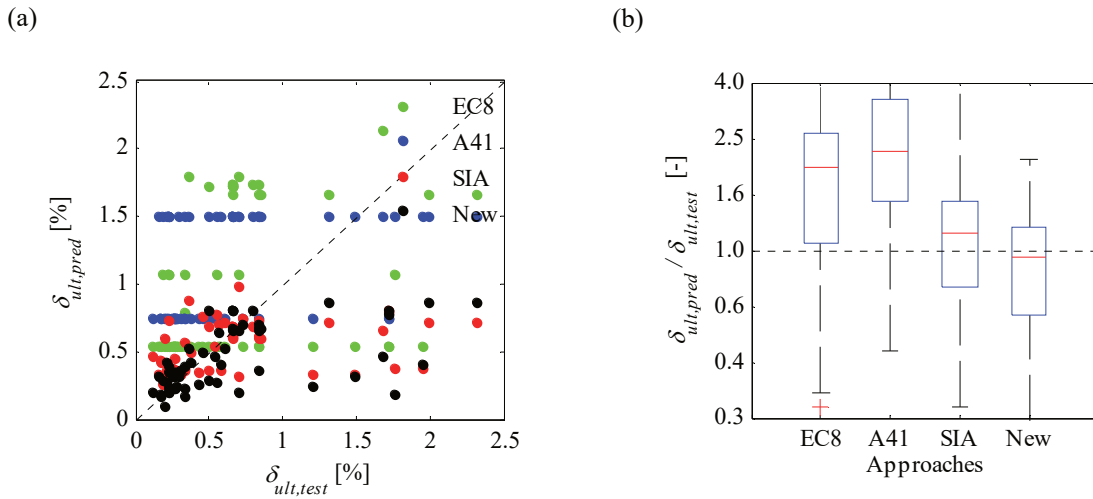 (a)
2.5
2
1.5
1
0.5
0
δult,pred [%]
0 0.5 1 1.5 2 2.5
δult,test [%]
EC8
A41
SIA
New
(b)
4.0
2.5
1.6
1.0
0.6
0.4
0.3
δult,pred / δult,test [-]
EC8 A41 SIA New
Approaches